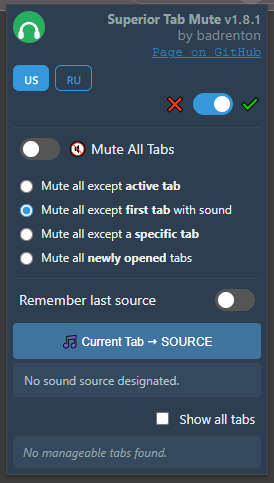 Superior Tab Mute v1.8.1
by badrenton
Page on GitHub
US RU
Mute All Tabs
Mute all except active tab
Mute all except first tab with sound
Mute all except a specific tab
Mute all newly opened tabs
Remember last source
Current Tab → SOURCE
No sound source designated.
Show all tabs
No manageable tabs found.